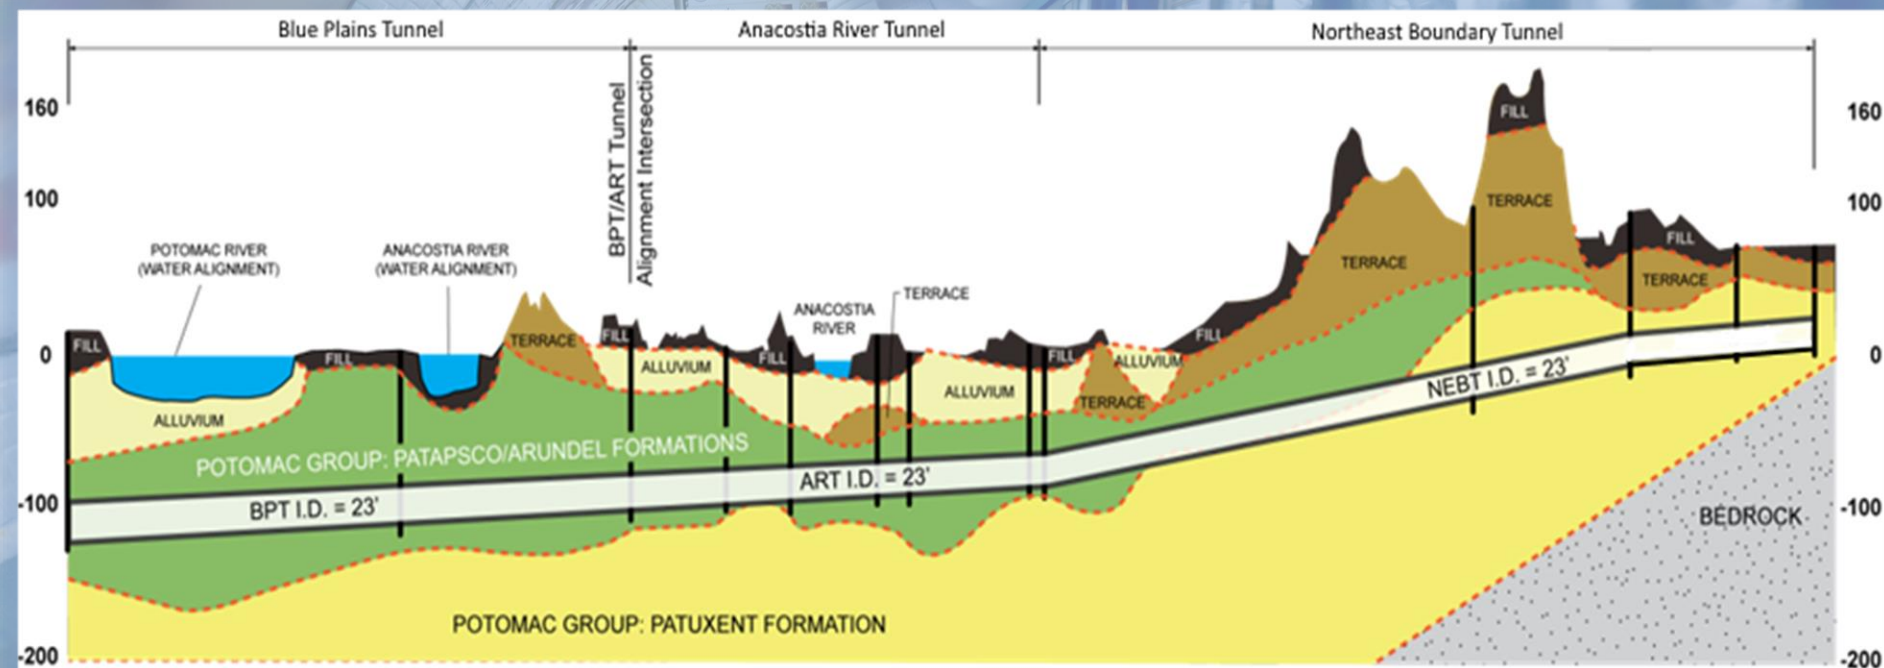 Blue Plains Tunnel
Anacostia River Tunnel
Northeast Boundary Tunnel
BPT/ART Tunnel
Alignment Intersection
160
100
0
-100
-200
160
100
0
-100
-200
POTOMAC RIVER
(WATER ALIGNMENT)
ANACOSTIA RIVER
(WATER ALIGNMENT)
ANACOSTIA
RIVER
TERRACE
FILL
ALLUVIUM
FILL
TERRACE
FILL
ALLUVIUM
FILL
ALLUVIUM
FILL
TERRACE
ALLUVIUM
FILL
TERRACE
FILL
TERRACE
FILL
TERRACE
POTOMAC GROUP: PATAPSCO/ARUNDEL FORMATIONS
BPT I.D. = 23'
ART I.D. = 23'
NEBT I.D. = 23'
BEDROCK
POTOMAC GROUP: PATUXENT FORMATION